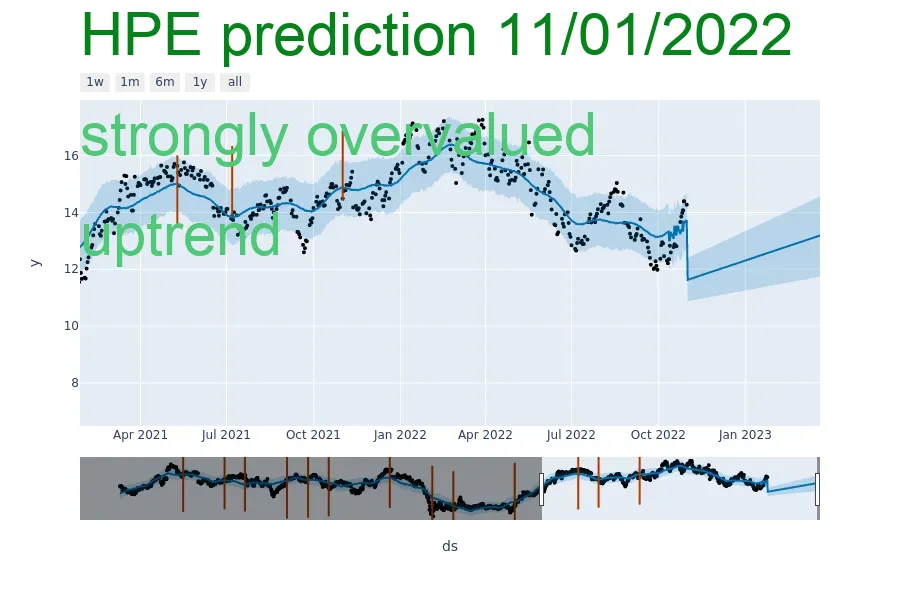 HPE prediction 11/01/2022
1w 1m 6m 1y all
strongly overvalued
16
14
uptrend
y
12
10
8
Apr 2021 Jul 2021 Oct 2021 Jan 2022 Apr 2022 Jul 2022 Oct 2022 Jan 2023
ds